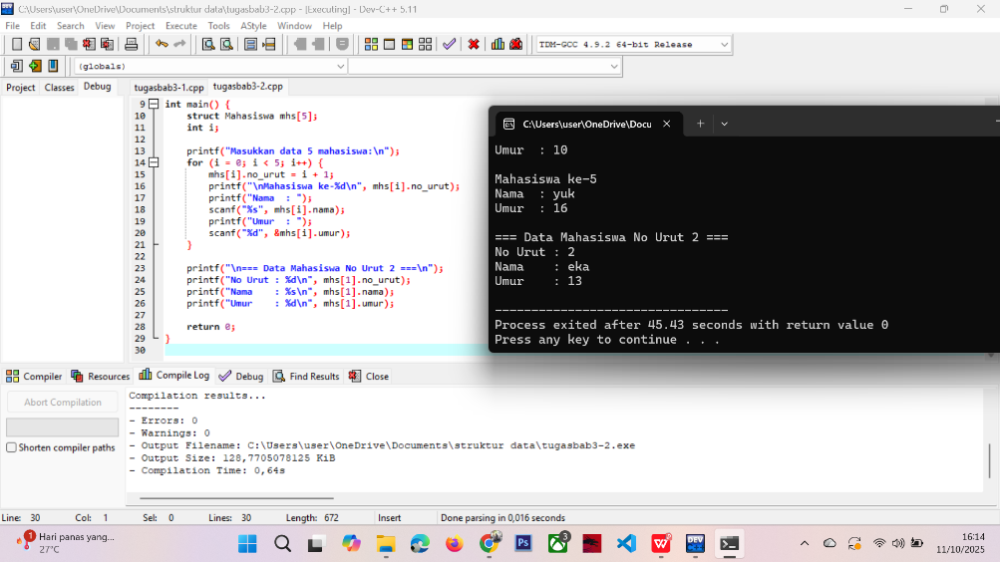 C:\Users\user\OneDrive\Documents\struktur data\tugasbab3-2.cpp - [Executing] - Dev-C++ 5.11
File Edit Search View Project Execute Tools AStyle Window Help
TDM-GCC 4.9.2 64-bit Release
(globals)
Project Classes Debug
tugasbab3-1.cpp tugasbab3-2.cpp
9 int main() {
10 struct Mahasiswa mhs[5];
11 int i;
12
13 printf("Masukkan data 5 mahasiswa:\n");
14 for (i = 0; i < 5; i++) {
15 mhs[i].no_urut = i + 1;
16 printf("\nMahasiswa ke-%d\n", mhs[i].no_urut);
17 printf("Nama  : ");
18 scanf("%s", mhs[i].nama);
19 printf("Umur  : ");
20 scanf("%d", &mhs[i].umur);
21 }
22
23 printf("\n=== Data Mahasiswa No Urut 2 ===\n");
24 printf("No Urut : %d\n", mhs[1].no_urut);
25 printf("Nama    : %s\n", mhs[1].nama);
26 printf("Umur    : %d\n", mhs[1].umur);
27
28 return 0;
29 }
30
C:\Users\user\OneDrive\Docu
Umur  : 10
Mahasiswa ke-5
Nama  : yuk
Umur  : 16
=== Data Mahasiswa No Urut 2 ===
No Urut : 2
Nama    : eka
Umur    : 13
--------------------------------
Process exited after 45.43 seconds with return value 0
Press any key to continue . . .
Compiler Resources Compile Log Debug Find Results Close
Abort Compilation
Shorten compiler paths
Compilation results...
--------
- Errors: 0
- Warnings: 0
- Output Filename: C:\Users\user\OneDrive\Documents\struktur data\tugasbab3-2.exe
- Output Size: 128,7705078125 KiB
- Compilation Time: 0,64s
Line: 30 Col: 1 Sel: 0 Lines: 30 Length: 672 Insert Done parsing in 0,016 seconds
1
Hari panas yang...
27°C
Ps
3
DEV
16:14
11/10/2025